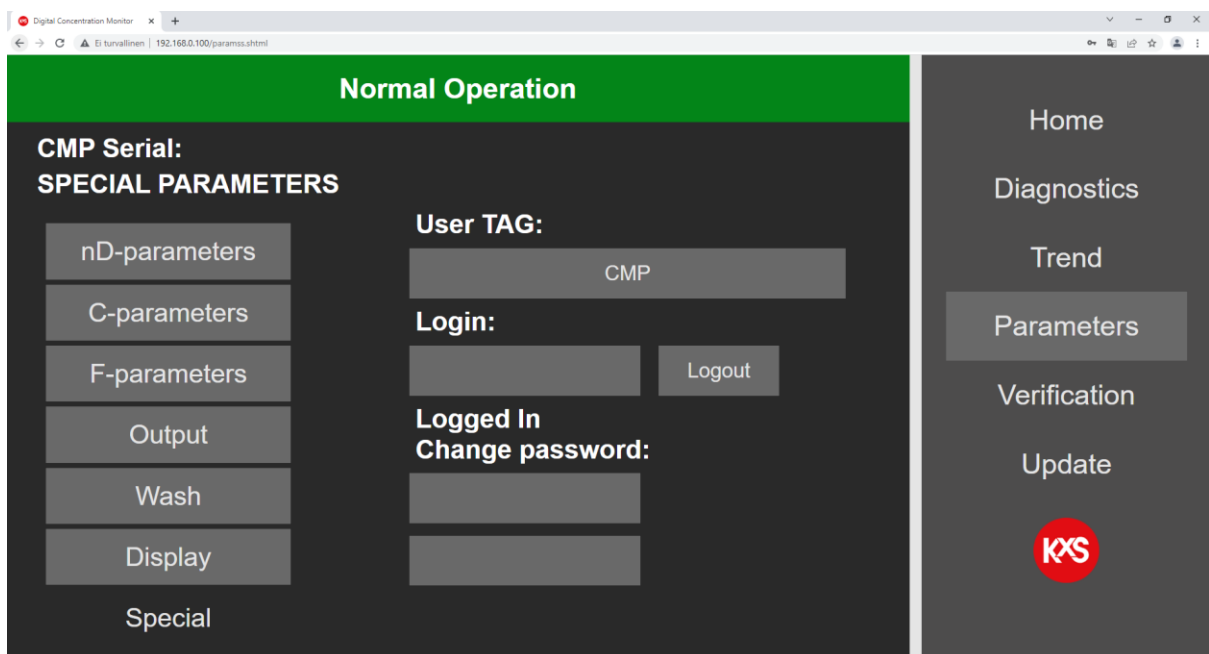 Digital Concentration Monitor
Ei turvallinen | 192.168.0.100/paramss.shtml
Normal Operation
CMP Serial:
SPECIAL PARAMETERS
nD-parameters
C-parameters
F-parameters
Output
Wash
Display
Special
User TAG:
CMP
Login:
Logout
Logged In
Change password:
Home
Diagnostics
Trend
Parameters
Verification
Update
KXS